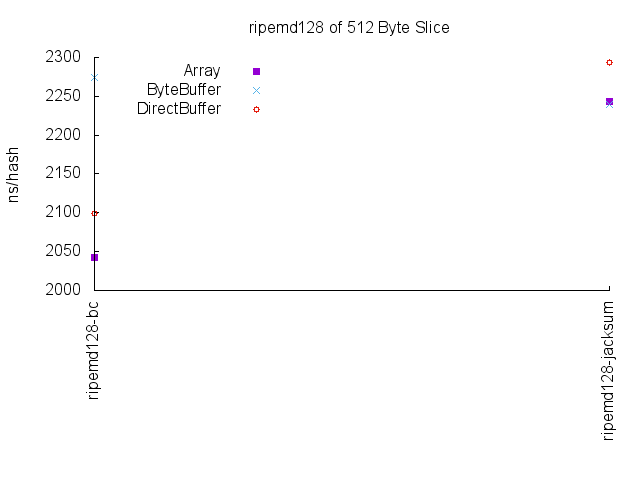 ripemd128 of 512 Byte Slice
2300
2250
2200
2150
2100
2050
2000
ns/hash
Array
ByteBuffer
DirectBuffer
ripemd128-bc
ripemd128-jacksum